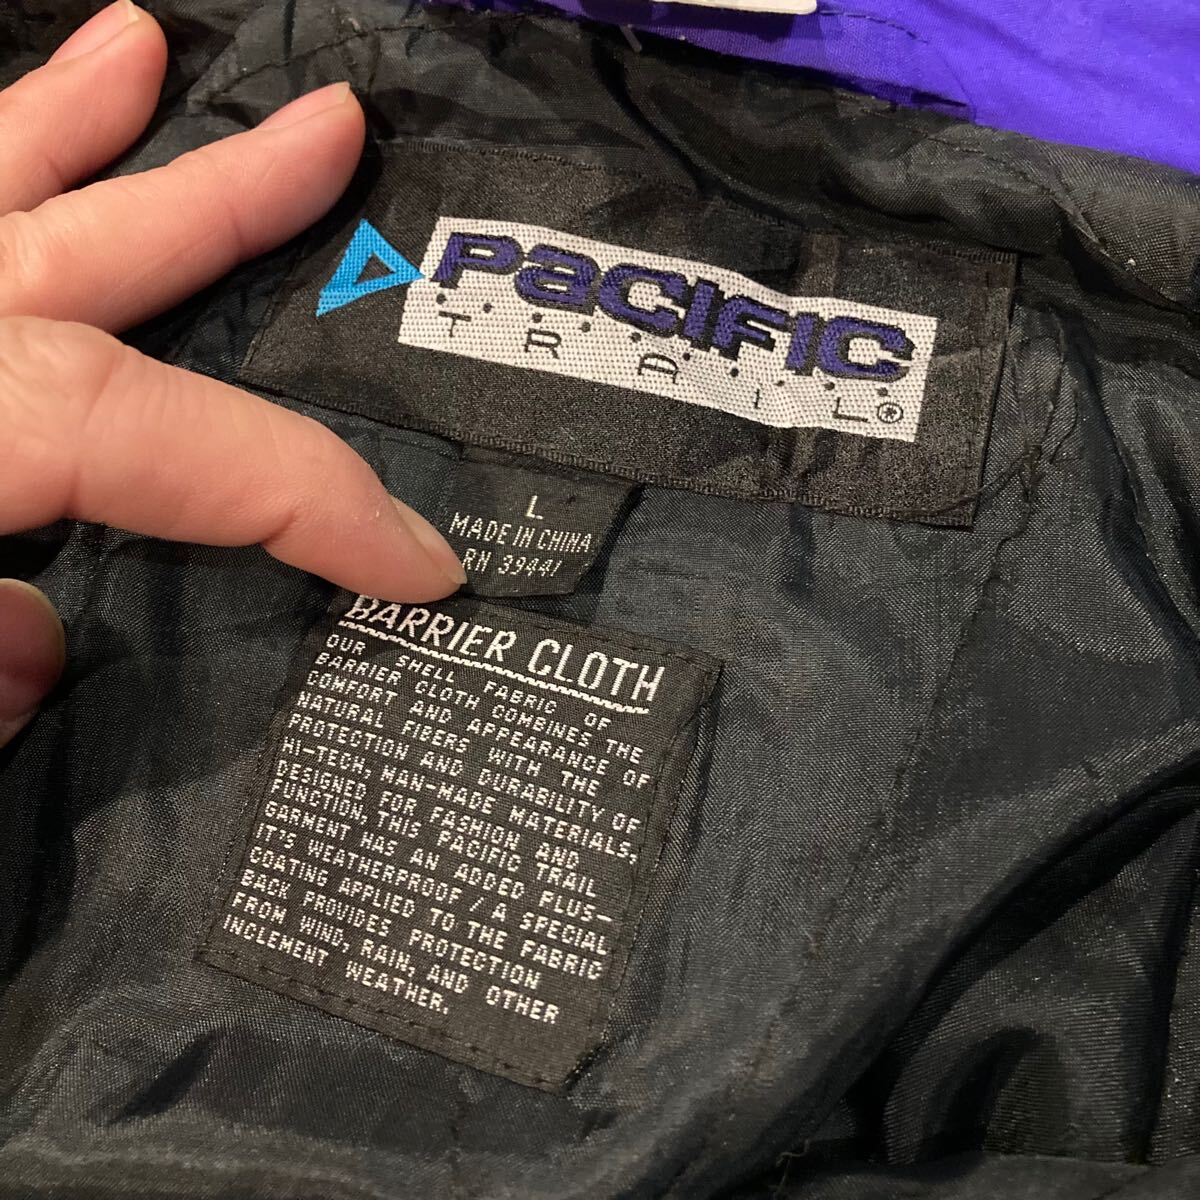 PACIFIC
TRAIL®
L
MADE IN CHINA
RN 39441
BARRIER CLOTH
OUR SHELL FABRIC OF
BARRIER CLOTH COMBINES THE
COMFORT AND APPEARANCE OF
NATURAL FIBERS WITH THE
PROTECTION AND DURABILITY OF
HI-TECH, MAN-MADE MATERIALS,
DESIGNED FOR FASHION AND
FUNCTION, THIS PACIFIC TRAIL
GARMENT HAS AN ADDED PLUS—
IT'S WEATHERPROOF / A SPECIAL
COATING APPLIED TO THE FABRIC
BACK PROVIDES PROTECTION
FROM WIND, RAIN, AND OTHER
INCLEMENT WEATHER.